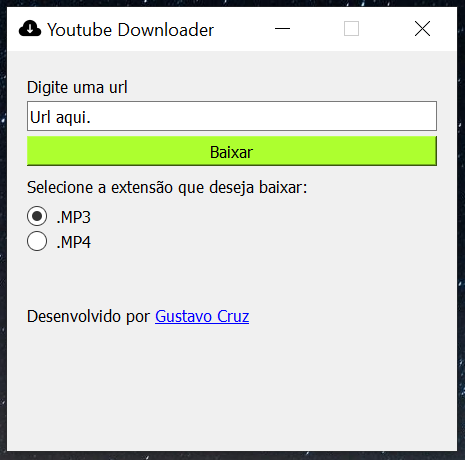 Youtube Downloader
Digite uma url
Url aqui.
Baixar
Selecione a extensão que deseja baixar:
.MP3
.MP4
Desenvolvido por Gustavo Cruz